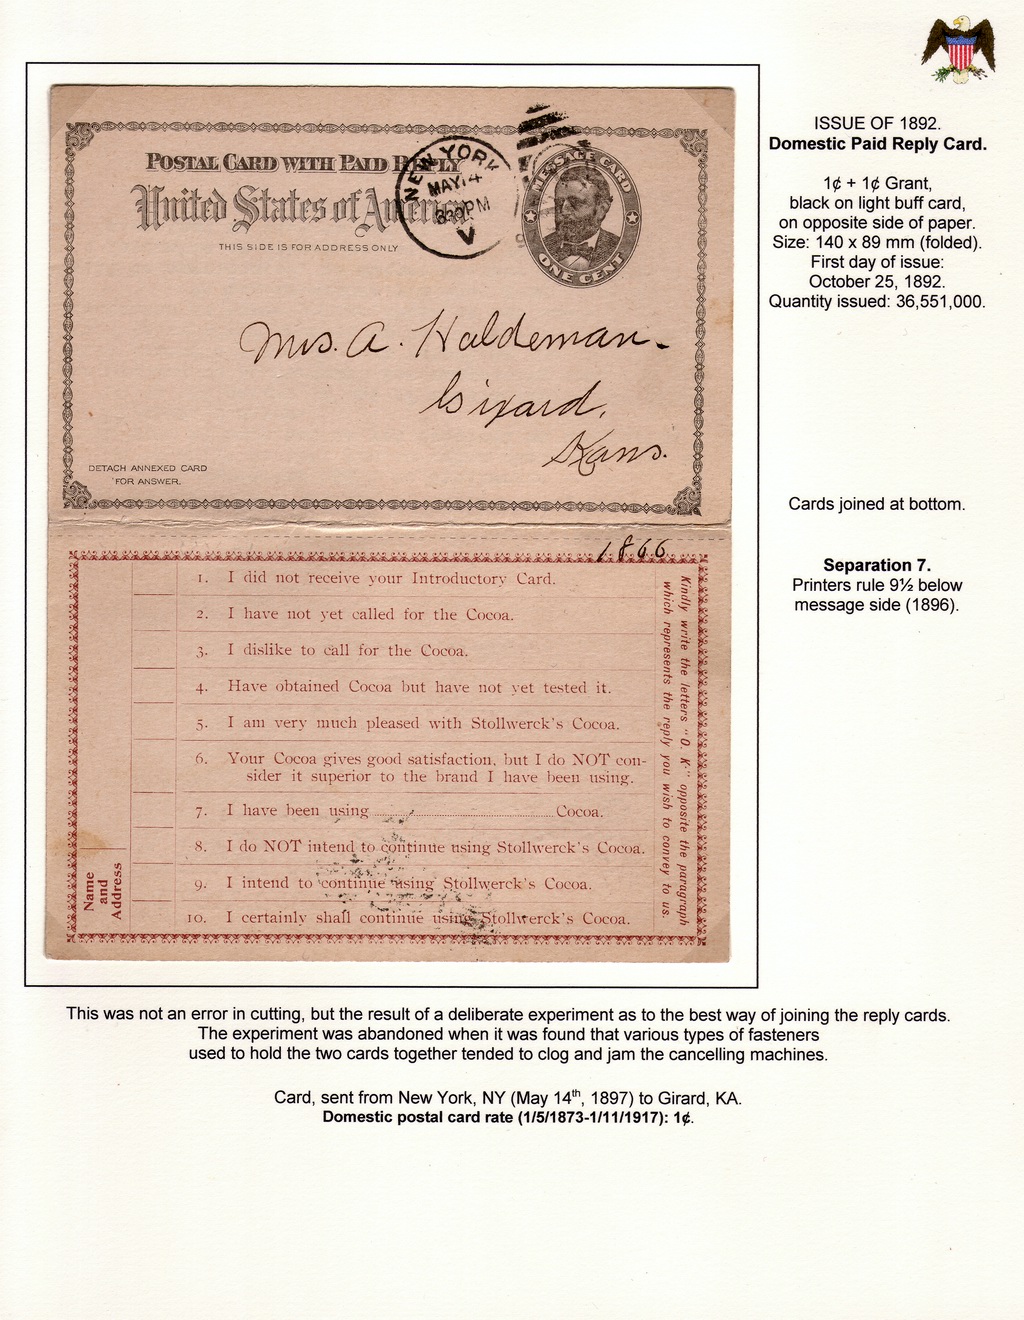 ISSUE OF 1892.
Domestic Paid Reply Card.
1¢ + 1¢ Grant,
black on light buff card,
on opposite side of paper.
Size: 140 x 89 mm (folded).
First day of issue:
October 25, 1892.
Quantity issued: 36,551,000.
Cards joined at bottom.
Separation 7.
Printers rule 9½ below
message side (1896).
POSTAL CARD WITH PAID REPLY
United States of America
THIS SIDE IS FOR ADDRESS ONLY
NEW YORK
MAY 14
830PM
V
MESSAGE CARD
ONE CENT
Mrs. A. Haldeman.
Girard,
Kans.
DETACH ANNEXED CARD
FOR ANSWER.
1866
1. I did not receive your Introductory Card.
2. I have not yet called for the Cocoa.
3. I dislike to call for the Cocoa.
4. Have obtained Cocoa but have not yet tested it.
5. I am very much pleased with Stollwerck's Cocoa.
6. Your Cocoa gives good satisfaction, but I do NOT con-
sider it superior to the brand I have been using.
7. I have been using ........................ Cocoa.
8. I do NOT intend to continue using Stollwerck's Cocoa.
9. I intend to continue using Stollwerck's Cocoa.
10. I certainly shall continue using Stollwerck's Cocoa.
Kindly write the letters "O. K." opposite the paragraph
which represents the reply you wish to convey to us.
Name
and
Address
This was not an error in cutting, but the result of a deliberate experiment as to the best way of joining the reply cards.
The experiment was abandoned when it was found that various types of fasteners
used to hold the two cards together tended to clog and jam the cancelling machines.
Card, sent from New York, NY (May 14th, 1897) to Girard, KA.
Domestic postal card rate (1/5/1873-1/11/1917): 1¢.